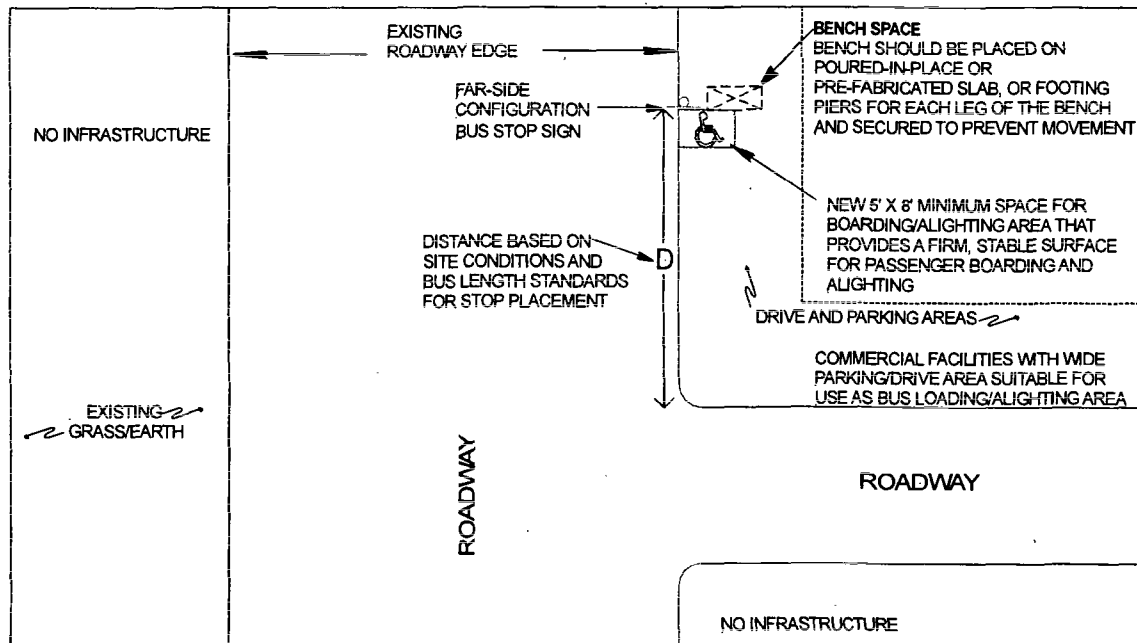 EXISTING
ROADWAY EDGE
BENCH SPACE
BENCH SHOULD BE PLACED ON
POURED-IN-PLACE OR
PRE-FABRICATED SLAB, OR FOOTING
PIERS FOR EACH LEG OF THE BENCH
AND SECURED TO PREVENT MOVEMENT
FAR-SIDE
CONFIGURATION
BUS STOP SIGN
NO INFRASTRUCTURE
NEW 5' X 8' MINIMUM SPACE FOR
BOARDING/ALIGHTING AREA THAT
PROVIDES A FIRM, STABLE SURFACE
FOR PASSENGER BOARDING AND
ALIGHTING
DISTANCE BASED ON
SITE CONDITIONS AND
BUS LENGTH STANDARDS
FOR STOP PLACEMENT
D
DRIVE AND PARKING AREAS
COMMERCIAL FACILITIES WITH WIDE
PARKING/DRIVE AREA SUITABLE FOR
USE AS BUS LOADING/ALIGHTING AREA
EXISTING
GRASS/EARTH
ROADWAY
ROADWAY
NO INFRASTRUCTURE